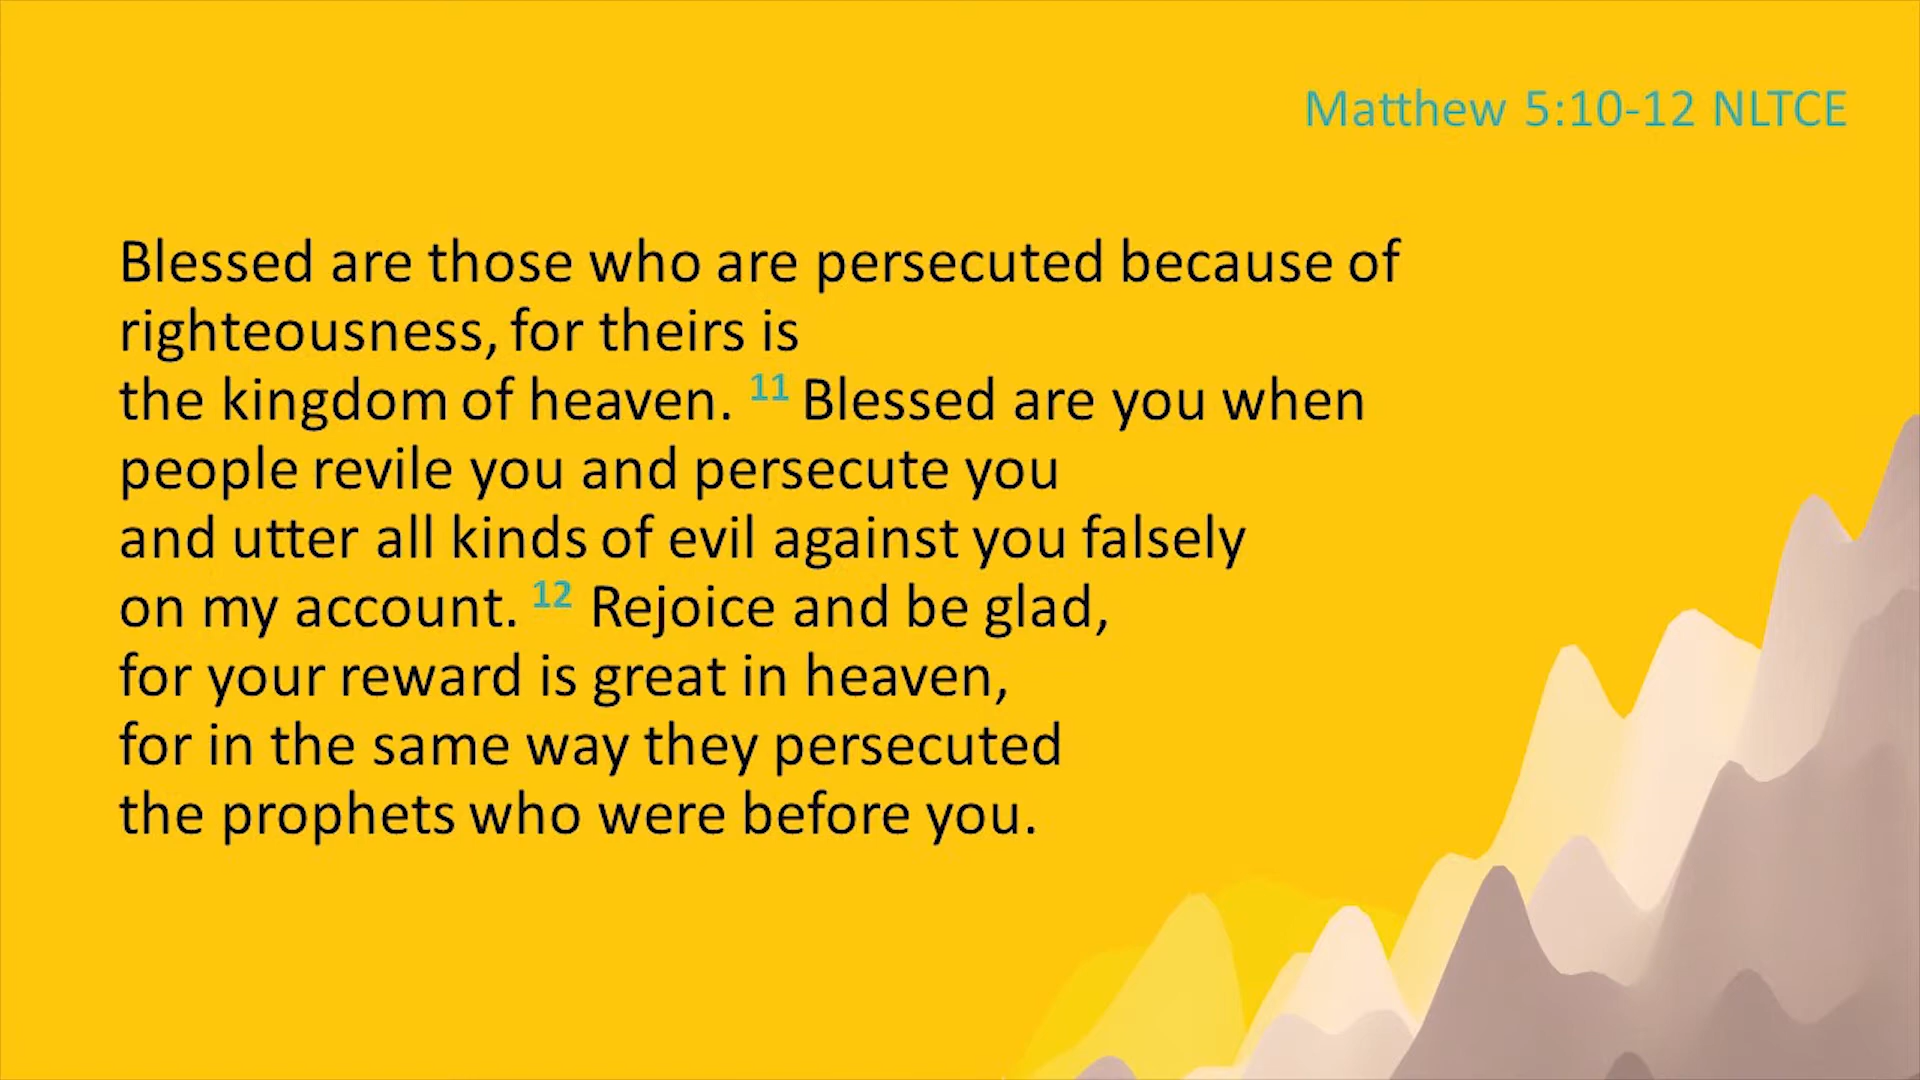 Matthew 5:10-12 NLTCE
Blessed are those who are persecuted because of
righteousness, for theirs is
the kingdom of heaven. 11 Blessed are you when
people revile you and persecute you
and utter all kinds of evil against you falsely
on my account. 12 Rejoice and be glad,
for your reward is great in heaven,
for in the same way they persecuted
the prophets who were before you.